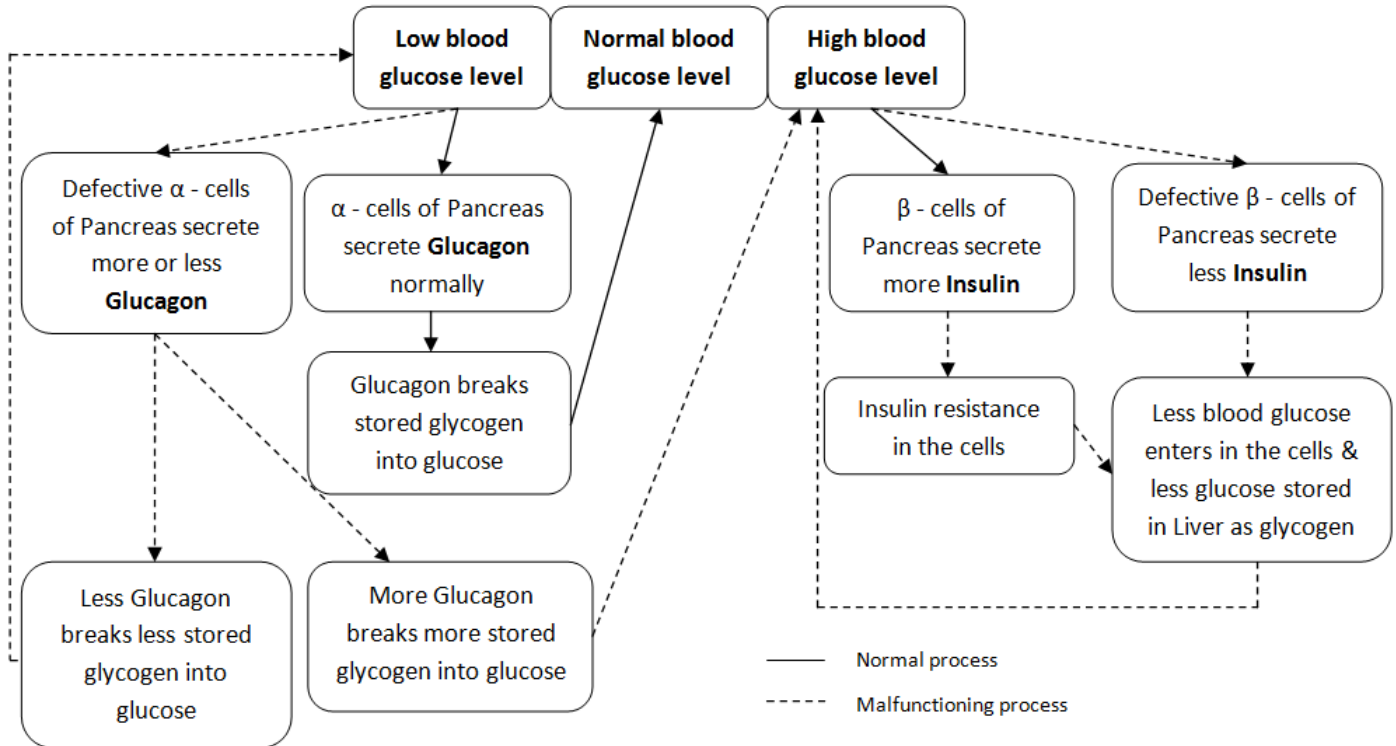 Low blood
glucose level
Normal blood
glucose level
High blood
glucose level
Defective α - cells
of Pancreas secrete
more or less
Glucagon
α - cells of Pancreas
secrete Glucagon
normally
β - cells of
Pancreas secrete
more Insulin
Defective β - cells of
Pancreas secrete
less Insulin
Glucagon breaks
stored glycogen
into glucose
Insulin resistance
in the cells
Less blood glucose
enters in the cells &
less glucose stored
in Liver as glycogen
Less Glucagon
breaks less stored
glycogen into
glucose
More Glucagon
breaks more stored
glycogen into glucose
Normal process
Malfunctioning process